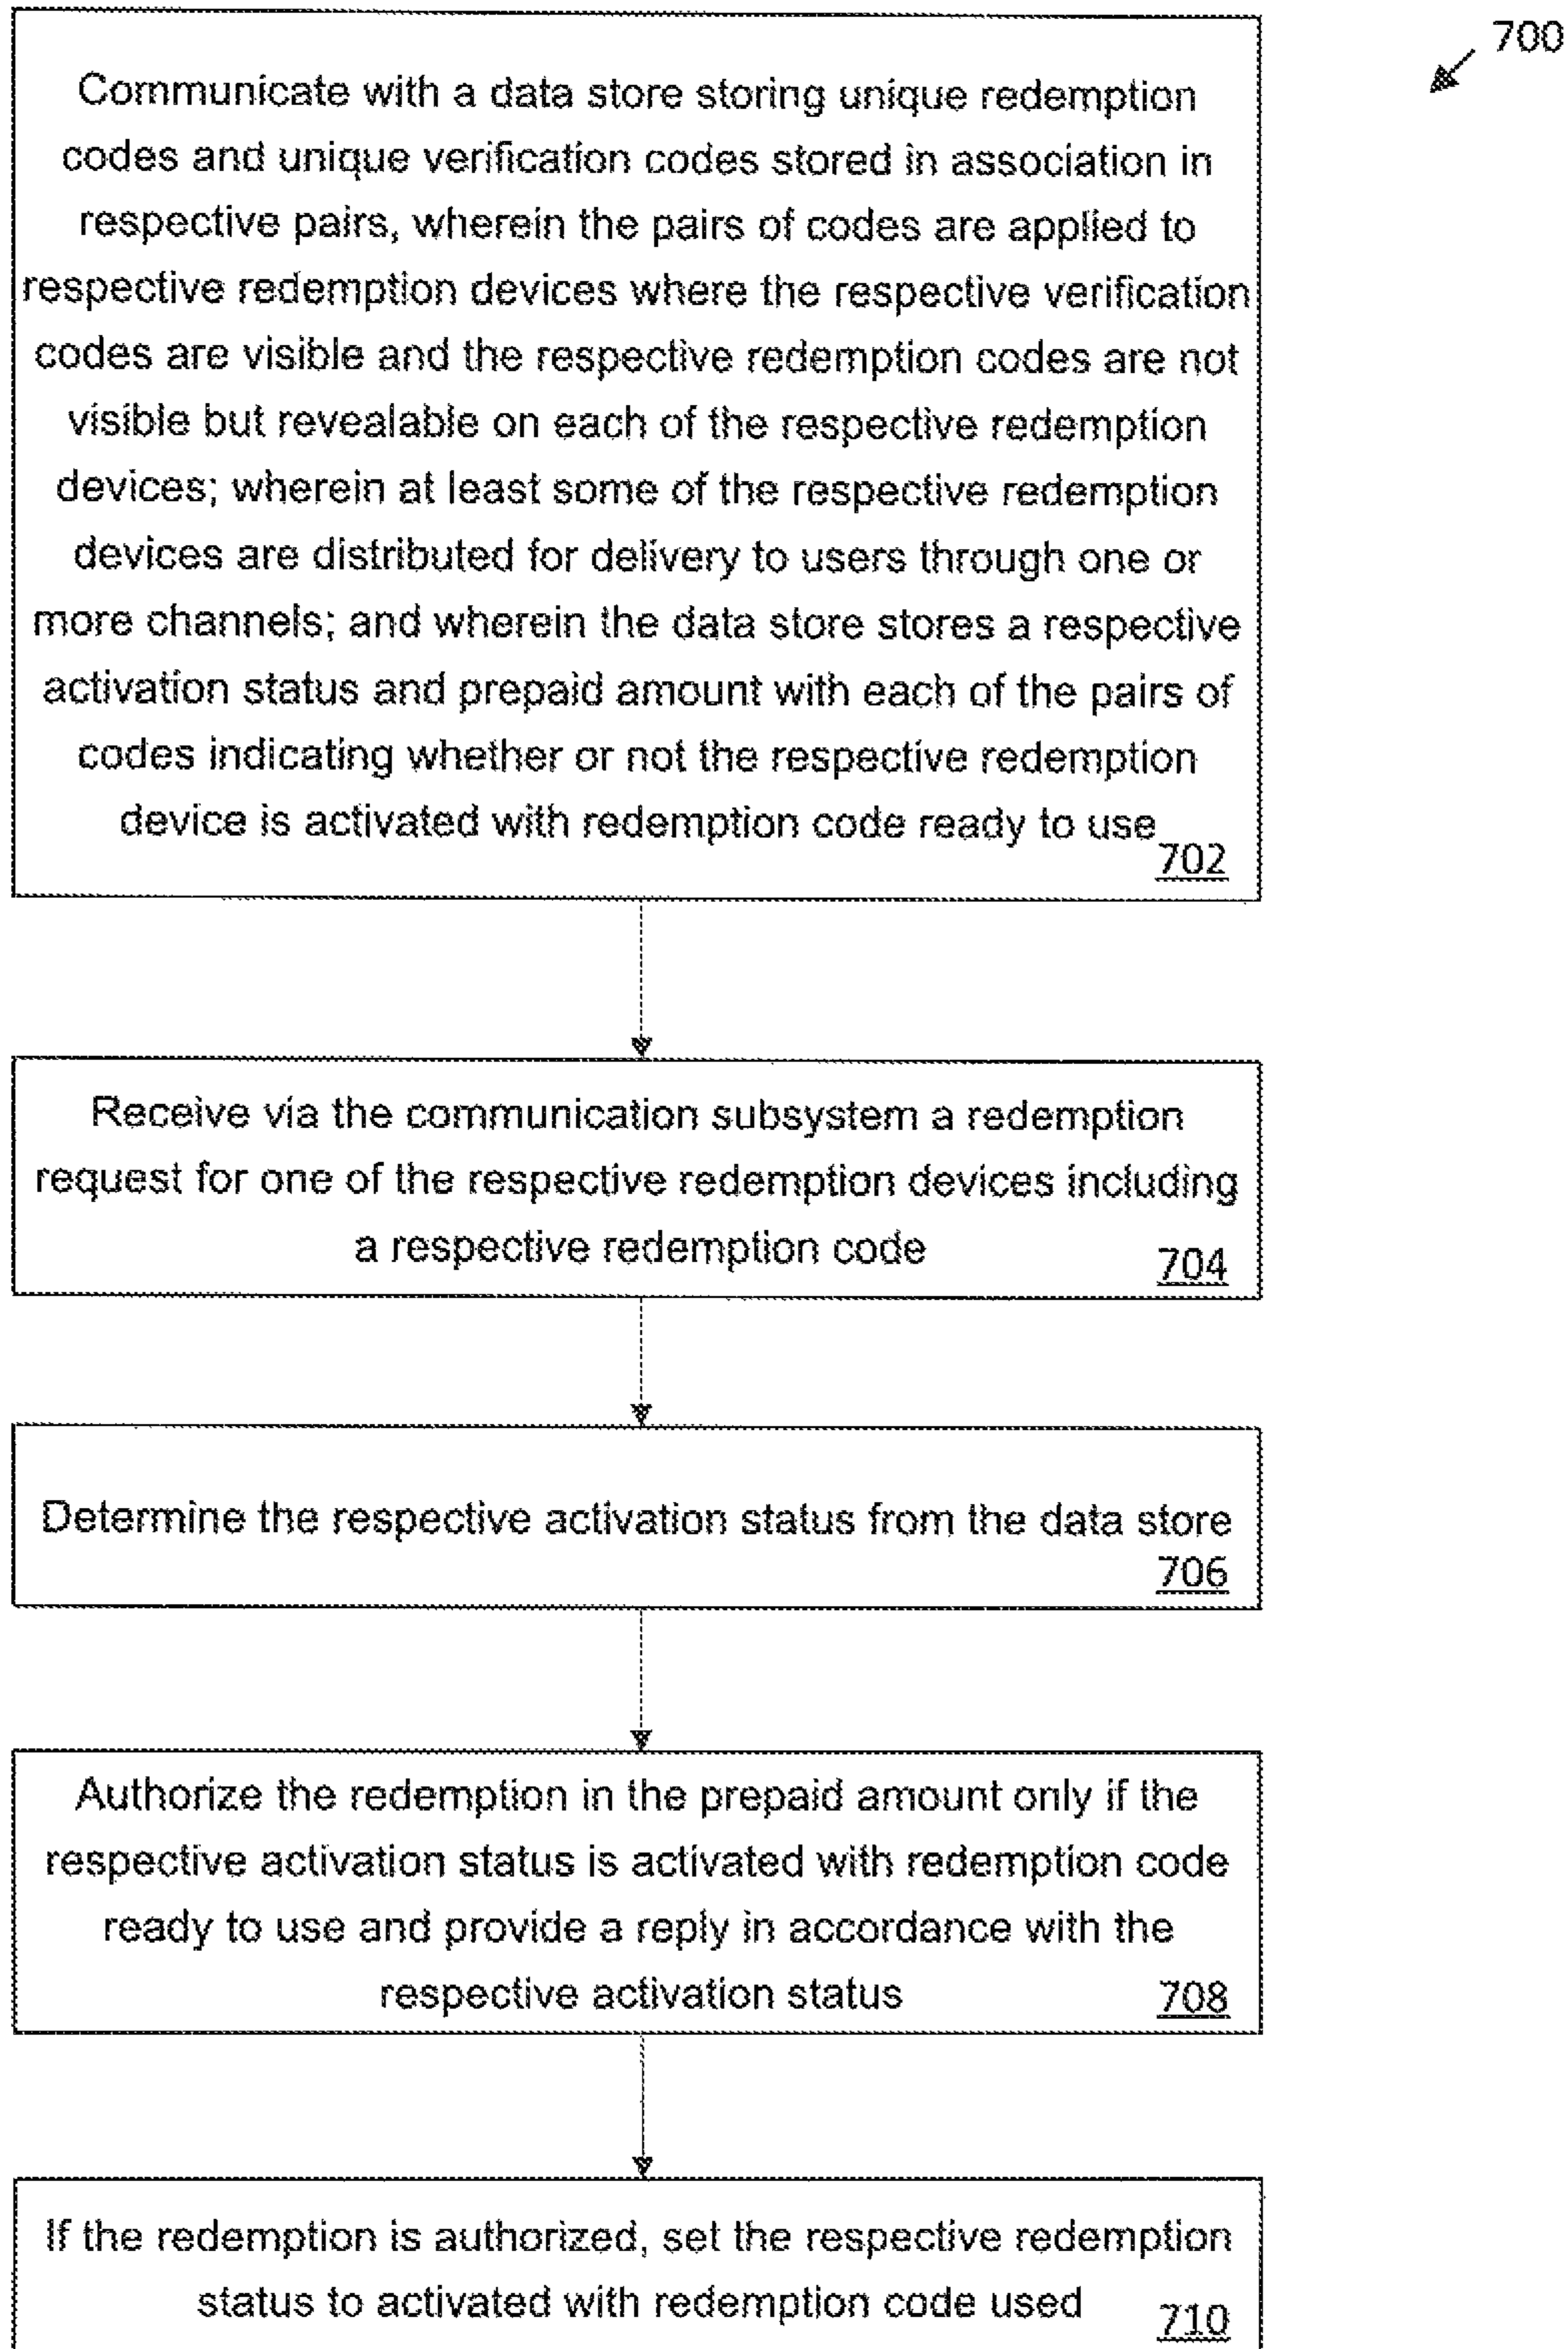 700
Communicate with a data store storing unique redemption
codes and unique verification codes stored in association in
respective pairs, wherein the pairs of codes are applied to
respective redemption devices where the respective verification
codes are visible and the respective redemption codes are not
visible but revealable on each of the respective redemption
devices; wherein at least some of the respective redemption
devices are distributed for delivery to users through one or
more channels; and wherein the data store stores a respective
activation status and prepaid amount with each of the pairs of
codes indicating whether or not the respective redemption
device is activated with redemption code ready to use
702
Receive via the communication subsystem a redemption
request for one of the respective redemption devices including
a respective redemption code
704
Determine the respective activation status from the data store
706
Authorize the redemption in the prepaid amount only if the
respective activation status is activated with redemption code
ready to use and provide a reply in accordance with the
respective activation status
708
If the redemption is authorized, set the respective redemption
status to activated with redemption code used
710